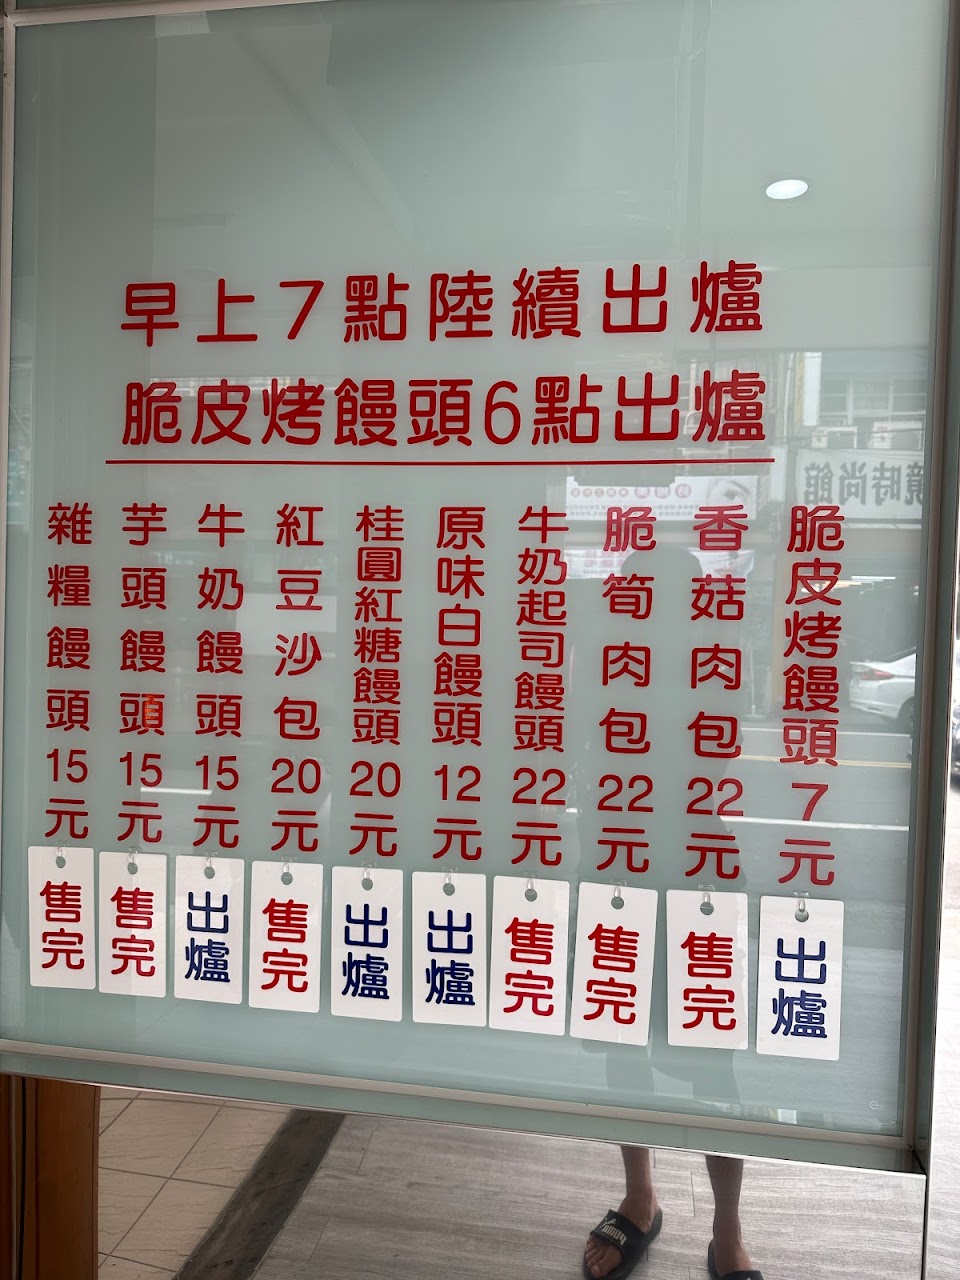 早上7點陸續出爐
脆皮烤饅頭6點出爐
脆皮烤饅頭7元
出爐
香菇肉包22元
售完
脆筍肉包22元
售完
牛奶起司饅頭22元
售完
原味白饅頭12元
出爐
桂圓紅糖饅頭20元
出爐
紅豆沙包20元
售完
牛奶饅頭15元
出爐
芋頭饅頭15元
售完
雜糧饅頭15元
售完
鏡時尚館
PUMA